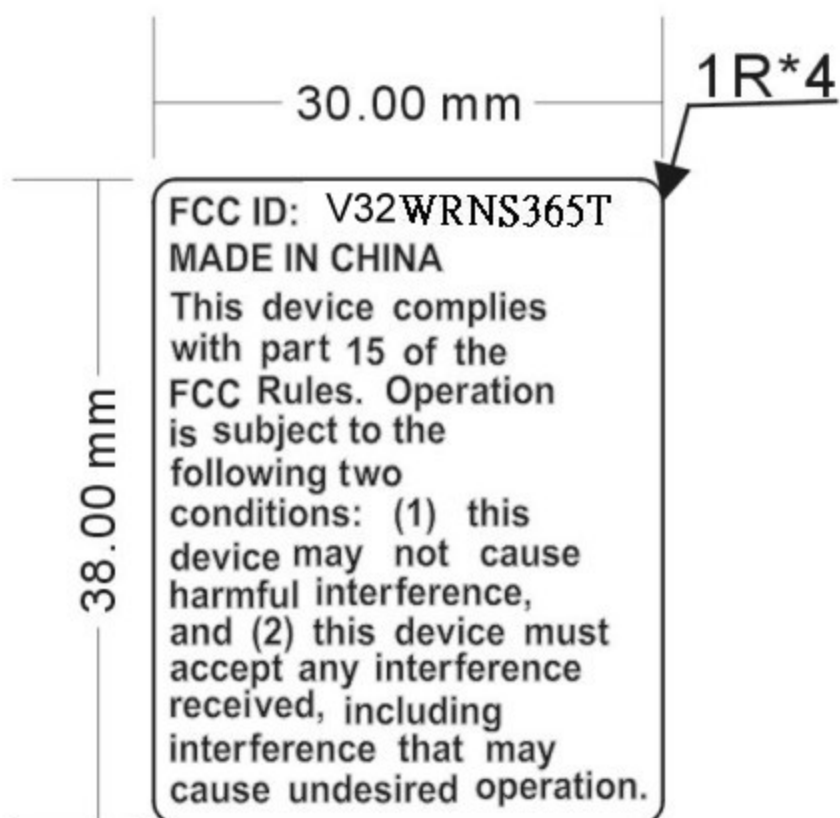 30.00 mm
1R*4
38.00 mm
FCC ID: V32WRNS365T
MADE IN CHINA
This device complies
with part 15 of the
FCC Rules. Operation
is subject to the
following two
conditions: (1) this
device may not cause
harmful interference,
and (2) this device must
accept any interference
received, including
interference that may
cause undesired operation.